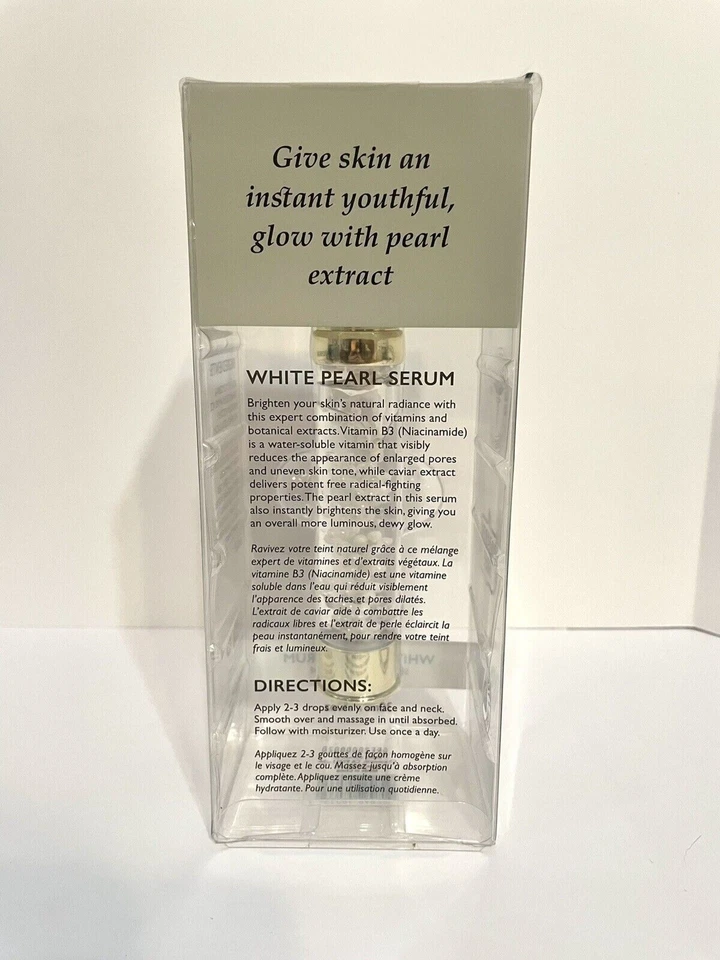 Give skin an
instant youthful,
glow with pearl
extract
WHITE PEARL SERUM
Brighten your skin's natural radiance with
this expert combination of vitamins and
botanical extracts. Vitamin B3 (Niacinamide)
is a water-soluble vitamin that visibly
reduces the appearance of enlarged pores
and uneven skin tone, while caviar extract
delivers potent free radical-fighting
properties. The pearl extract in this serum
also instantly brightens the skin, giving you
an overall more luminous, dewy glow.
Ravivez votre teint naturel grâce à ce mélange
expert de vitamines et d'extraits végétaux. La
vitamine B3 (Niacinamide) est une vitamine
soluble dans l'eau qui réduit visiblement
l'apparence des taches et pores dilatés.
L'extrait de caviar aide à combattre les
radicaux libres et l'extrait de perle éclaircit la
peau instantanément, pour rendre votre teint
frais et lumineux.
DIRECTIONS:
Apply 2-3 drops evenly on face and neck.
Smooth over and massage in until absorbed.
Follow with moisturizer. Use once a day.
Appliquez 2-3 gouttes de façon homogène sur
le visage et le cou. Massez jusqu'à absorption
complète. Appliquez ensuite une crème
hydratante. Pour une utilisation quotidienne.